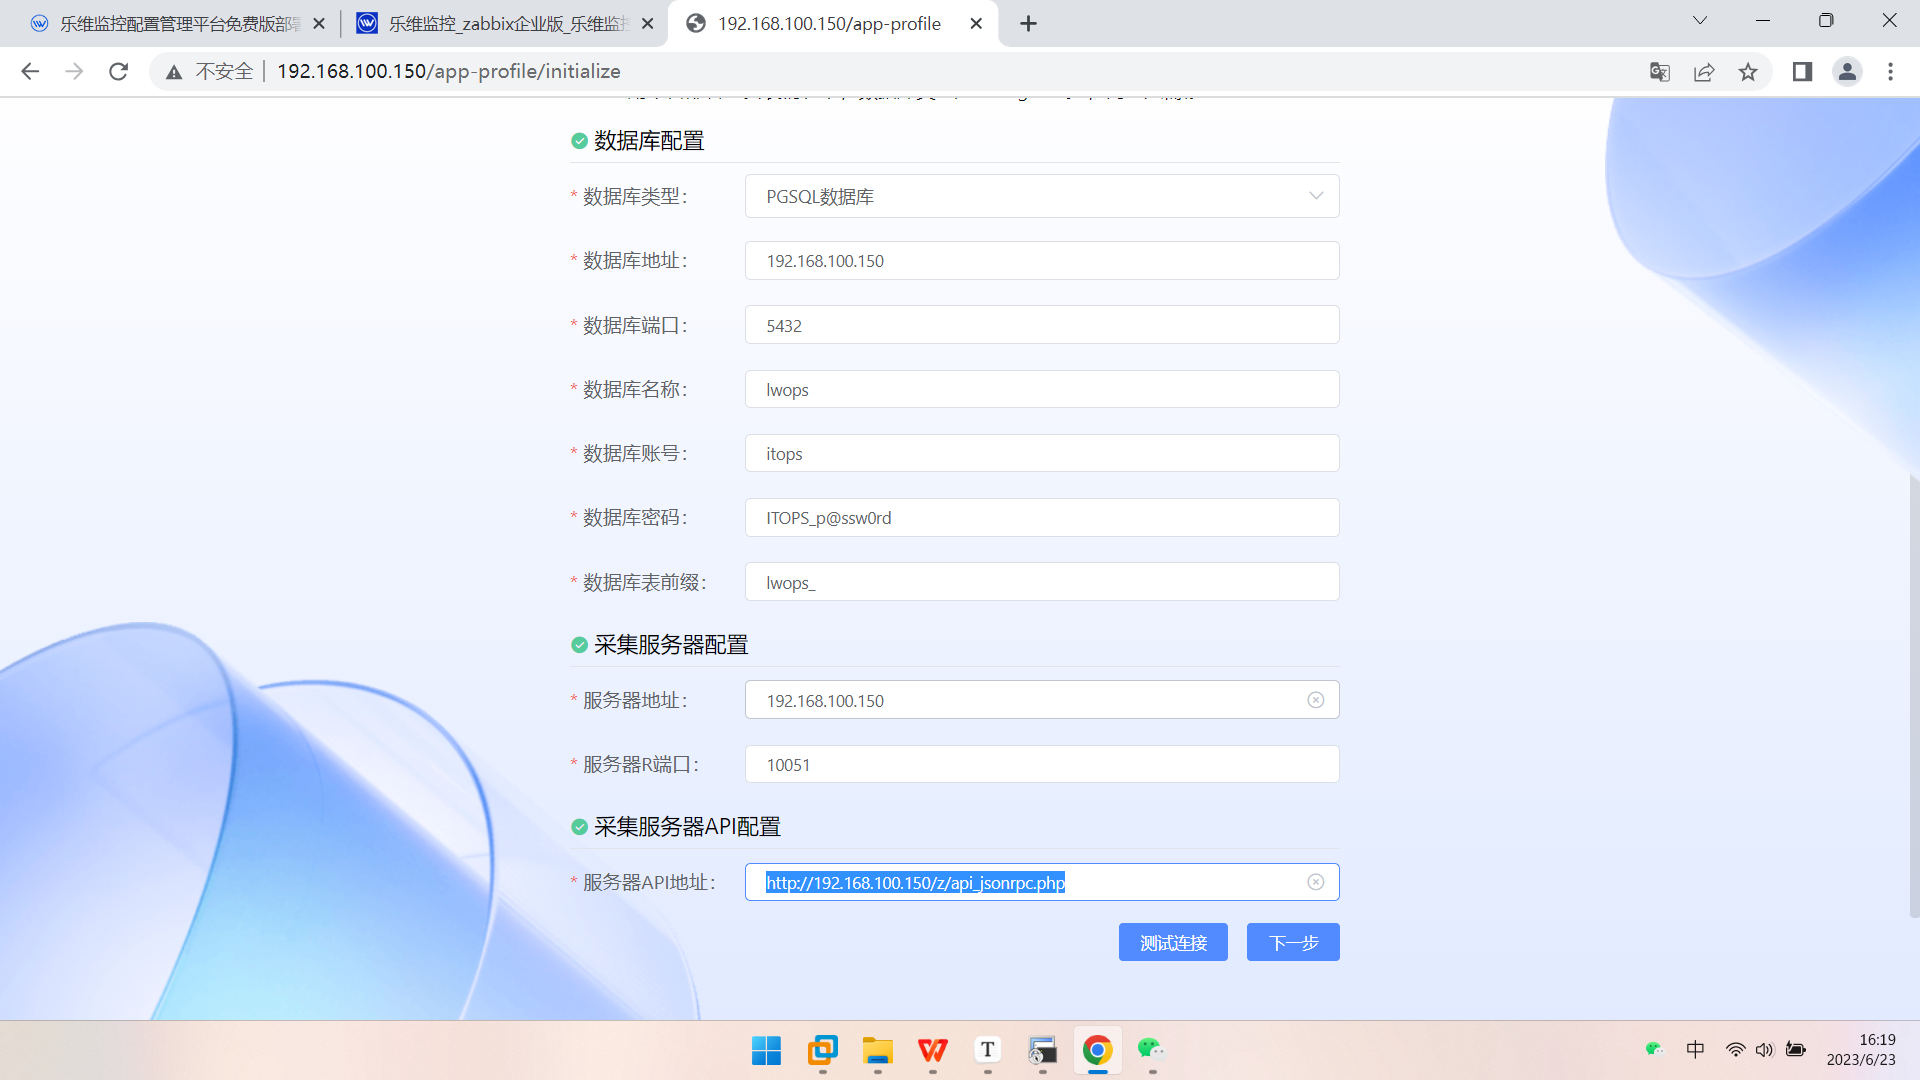 乐维监控配置管理平台免费版部署
乐维监控_zabbix企业版_乐维监控
192.168.100.150/app-profile
不安全
192.168.100.150/app-profile/initialize
数据库配置
* 数据库类型：
PGSQL数据库
* 数据库地址：
192.168.100.150
* 数据库端口：
5432
* 数据库名称：
lwops
* 数据库账号：
itops
* 数据库密码：
ITOPS_p@ssw0rd
* 数据库表前缀：
lwops_
采集服务器配置
* 服务器地址：
192.168.100.150
* 服务器R端口：
10051
采集服务器API配置
* 服务器API地址：
http://192.168.100.150/z/api_jsonrpc.php
测试连接
下一步
中
16:19
2023/6/23